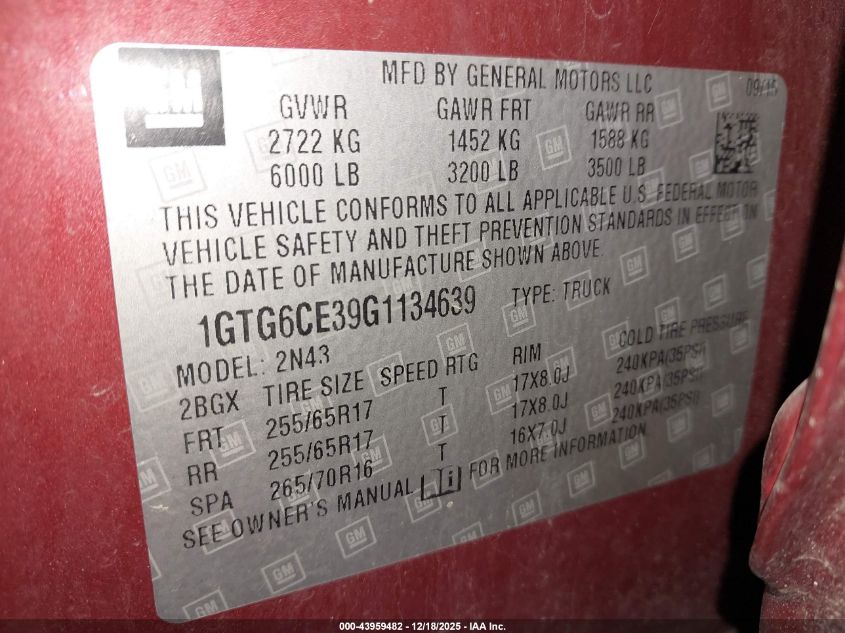 GM
MFD BY GENERAL MOTORS LLC 09/15
GVWR GAWR FRT GAWR RR
2722 KG 1452 KG 1588 KG
6000 LB 3200 LB 3500 LB
THIS VEHICLE CONFORMS TO ALL APPLICABLE U.S. FEDERAL MOTOR
VEHICLE SAFETY AND THEFT PREVENTION STANDARDS IN EFFECT ON
THE DATE OF MANUFACTURE SHOWN ABOVE.
1GTG6CE39G1134639 TYPE: TRUCK
MODEL: 2N43
2BGX TIRE SIZE SPEED RTG RIM COLD TIRE PRESSURE
FRT 255/65R17 T 17X8.0J 240KPA(35PSI)
RR 255/65R17 T 17X8.0J 240KPA(35PSI)
SPA 265/70R16 T 16X7.0J 240KPA(35PSI)
SEE OWNER'S MANUAL FOR MORE INFORMATION.
000-43959482 - 12/18/2025 - IAA Inc.